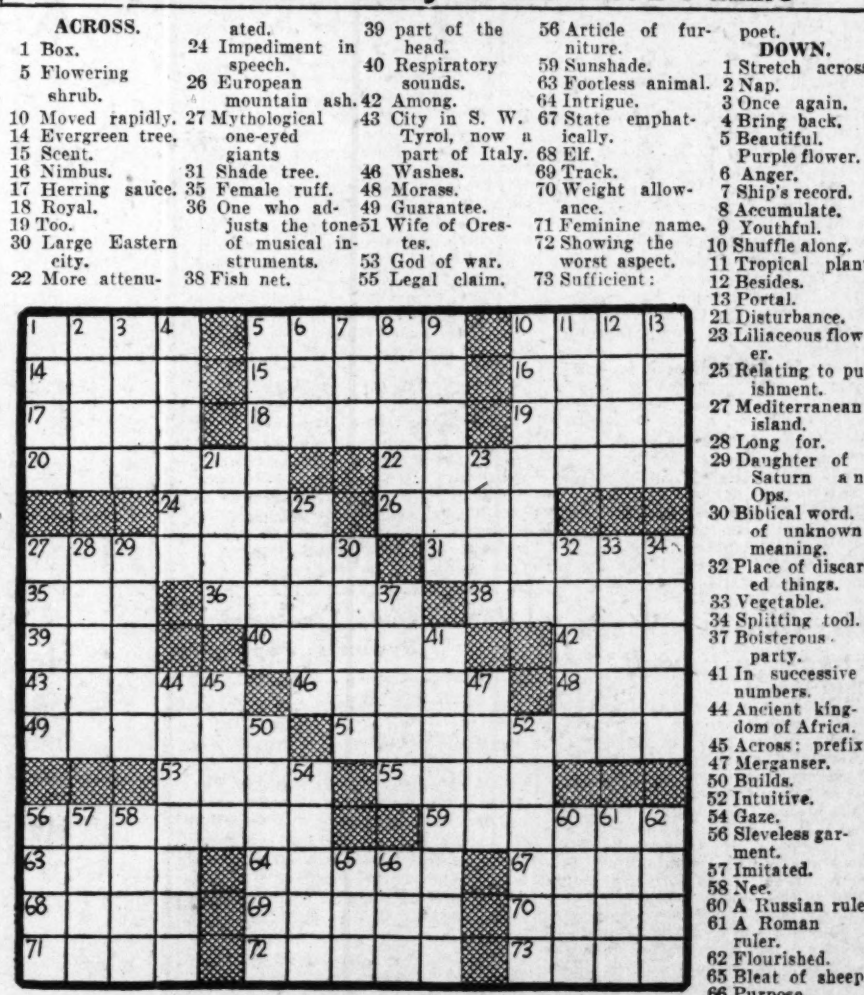 ACROSS.
1 Box.
5 Flowering
shrub.
10 Moved rapidly.
14 Evergreen tree.
15 Scent.
16 Nimbus.
17 Herring sauce.
18 Royal.
19 Too.
30 Large Eastern
city.
22 More attenu-
ated.
24 Impediment in
speech.
26 European
mountain ash.
27 Mythological
one-eyed
giants
31 Shade tree.
35 Female ruff.
36 One who ad-
justs the tone
of musical in-
struments.
38 Fish net.
39 part of the
head.
40 Respiratory
sounds.
42 Among.
43 City in S. W.
Tyrol, now a
part of Italy.
46 Washes.
48 Morass.
49 Guarantee.
51 Wife of Ores-
tes.
53 God of war.
55 Legal claim.
56 Article of fur-
niture.
59 Sunshade.
63 Footless animal.
64 Intrigue.
67 State emphat-
ically.
68 Elf.
69 Track.
70 Weight allow-
ance.
71 Feminine name.
72 Showing the
worst aspect.
73 Sufficient:
poet.
DOWN.
1 Stretch across
2 Nap.
3 Once again.
4 Bring back.
5 Beautiful.
Purple flower.
6 Anger.
7 Ship's record.
8 Accumulate.
9 Youthful.
10 Shuffle along.
11 Tropical plan
12 Besides.
13 Portal.
21 Disturbance.
23 Liliaceous flow
er.
25 Relating to pu
ishment.
27 Mediterranean
island.
28 Long for.
29 Daughter of
Saturn an
Ops.
30 Biblical word.
of unknown
meaning.
32 Place of discar
ed things.
33 Vegetable.
34 Splitting tool.
37 Boisterous
party.
41 In successive
numbers.
44 Ancient king-
dom of Africa.
45 Across: prefix
47 Merganser.
50 Builds.
52 Intuitive.
54 Gaze.
56 Sleveless gar-
ment.
57 Imitated.
58 Nee.
60 A Russian rule
61 A Roman
ruler.
62 Flourished.
65 Bleat of sheep
66 Purpose
1 2 3 4 5 6 7 8 9 10 11 12 13
14 15 16
17 18 19
20 21 22 23
24 25 26
27 28 29 30 31 32 33 34
35 36 37 38
39 40 41 42
43 44 45 46 47 48
49 50 51 52
53 54 55
56 57 58 59 60 61 62
63 64 65 66 67
68 69 70
71 72 73